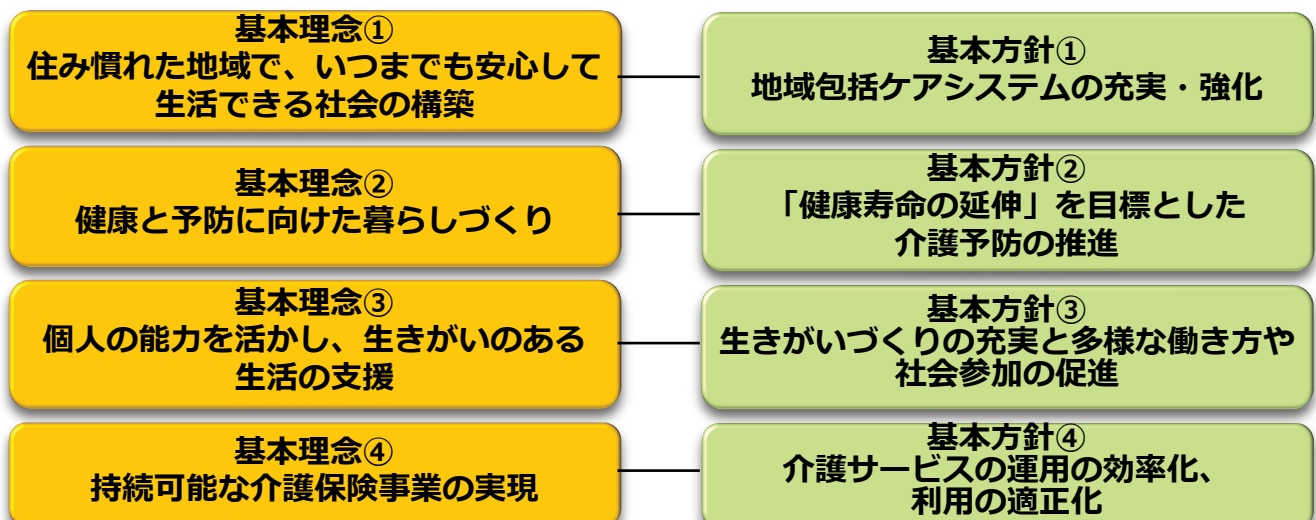 基本理念①
住み慣れた地域で、いつまでも安心して
生活できる社会の構築
基本方針①
地域包括ケアシステムの充実・強化
基本理念②
健康と予防に向けた暮らしづくり
基本方針②
「健康寿命の延伸」を目標とした
介護予防の推進
基本理念③
個人の能力を活かし、生きがいのある
生活の支援
基本方針③
生きがいづくりの充実と多様な働き方や
社会参加の促進
基本理念④
持続可能な介護保険事業の実現
基本方針④
介護サービスの運用の効率化、
利用の適正化